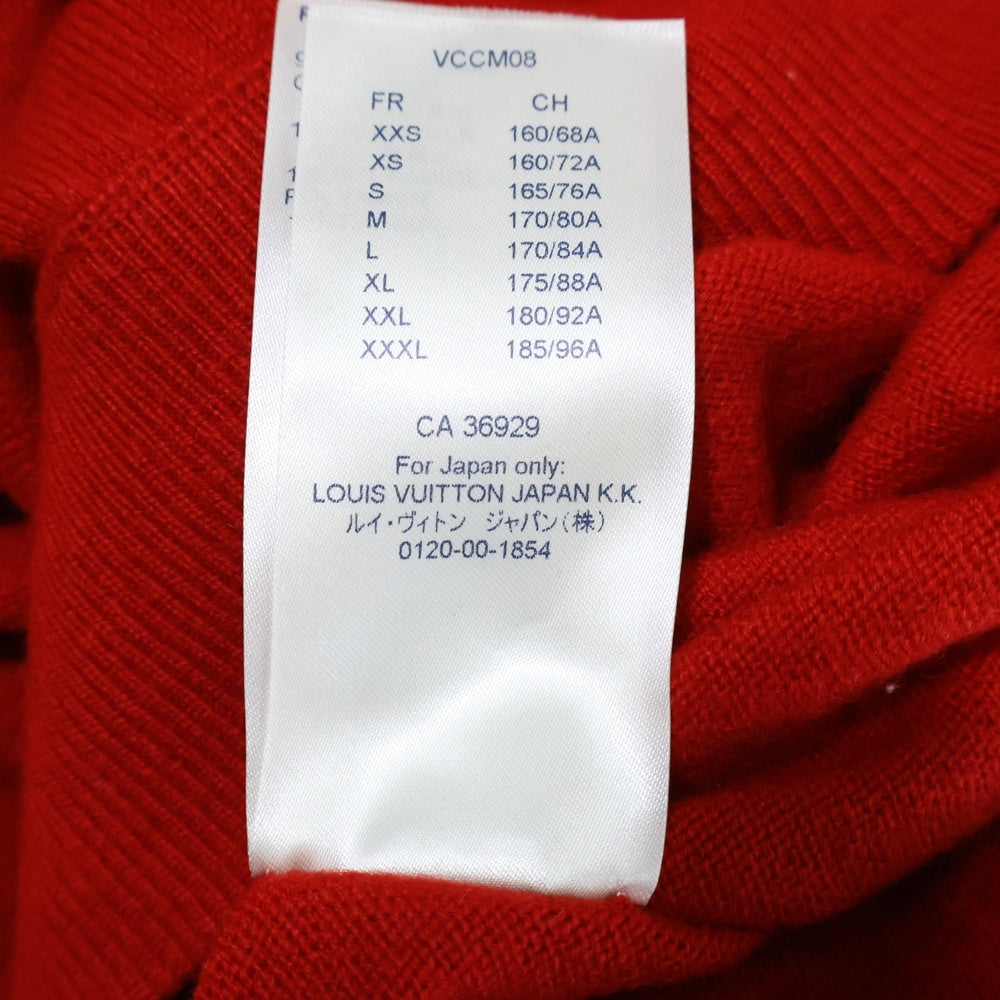 VCCM08
FR CH
XXS 160/68A
XS 160/72A
S 165/76A
M 170/80A
L 170/84A
XL 175/88A
XXL 180/92A
XXXL 185/96A
CA 36929
For Japan only:
LOUIS VUITTON JAPAN K.K.
ルイ・ヴィトン ジャパン(株)
0120-00-1854